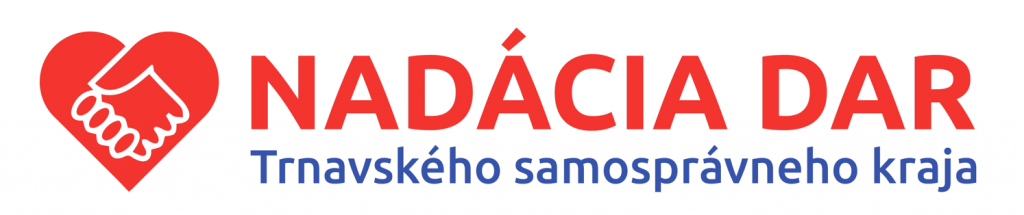 NADÁCIA DAR
Trnavského samosprávneho kraja